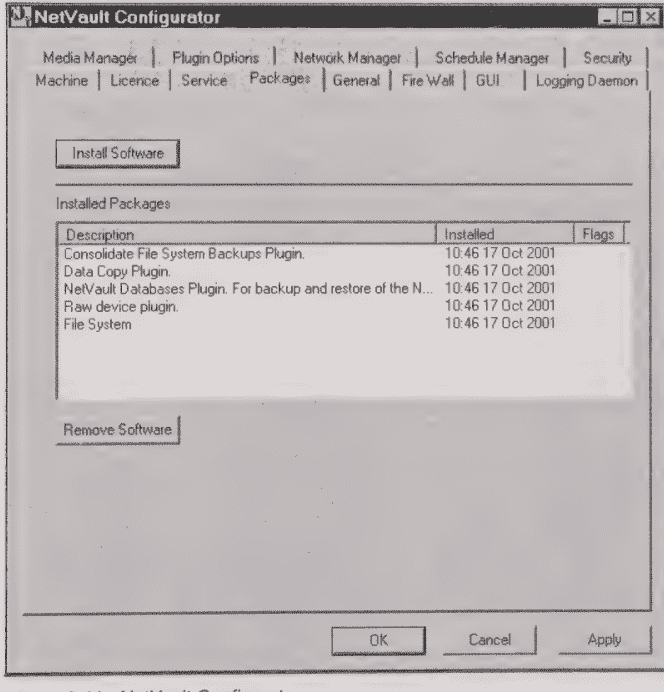 NetVault Configurator
Media Manager Plugin Options Network Manager Schedule Manager Security
Machine Licence Service Packages General Fire Wall GUI Logging Daemon
Install Software
Installed Packages
Description Installed Flags
Consolidate File System Backups Plugin. 10:46 17 Oct 2001
Data Copy Plugin. 10:46 17 Oct 2001
NetVault Databases Plugin. For backup and restore of the N... 10:46 17 Oct 2001
Raw device plugin. 10:46 17 Oct 2001
File System 10:46 17 Oct 2001
Remove Software
OK Cancel Apply